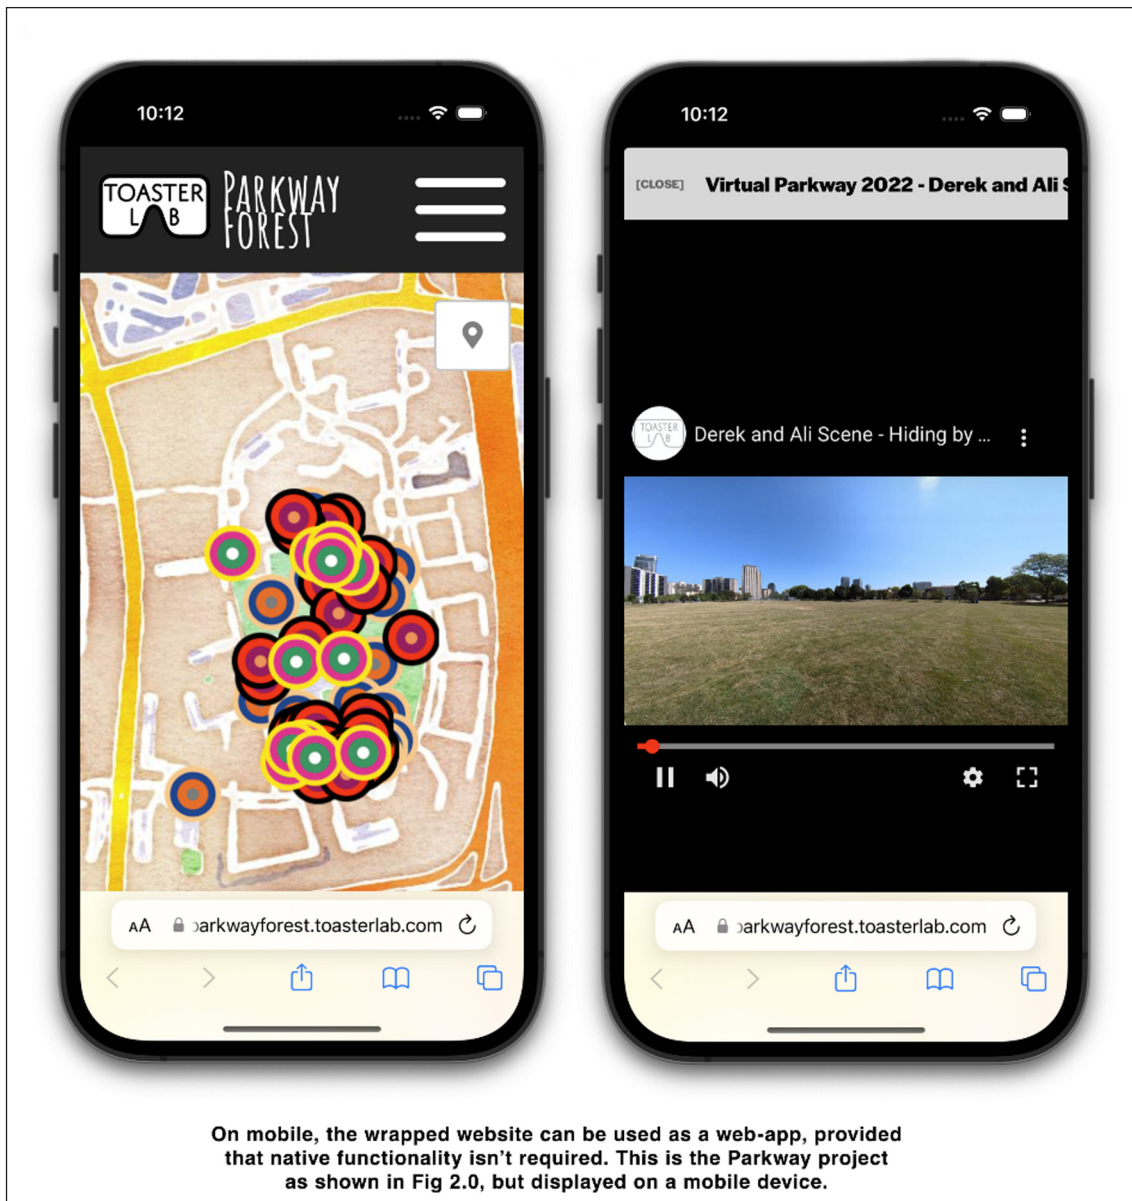 10:12
TOASTER
LAB
PARKWAY
FOREST
AA
arkwayforest.toasterlab.com
10:12
[CLOSE] Virtual Parkway 2022 - Derek and Ali
TOASTER
LAB
Derek and Ali Scene - Hiding by ...
AA
arkwayforest.toasterlab.com
On mobile, the wrapped website can be used as a web-app, provided
that native functionality isn't required. This is the Parkway project
as shown in Fig 2.0, but displayed on a mobile device.